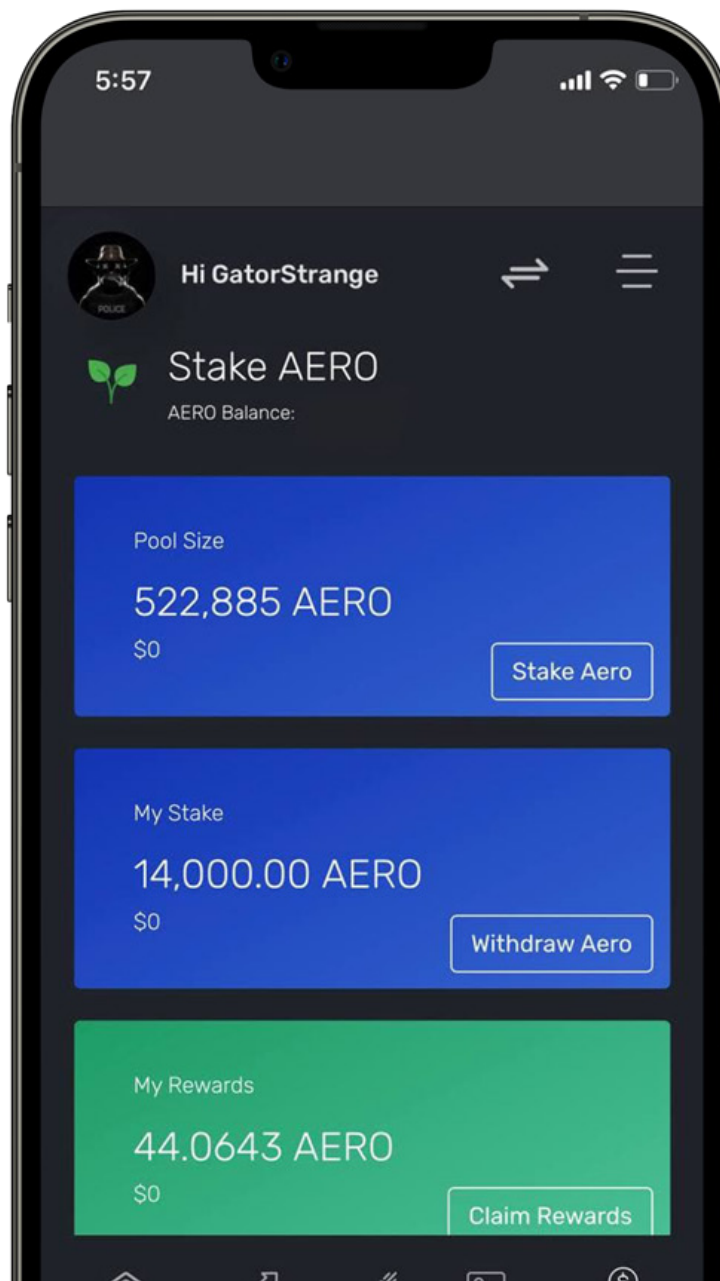 5:57
Hi GatorStrange
POLICE
Stake AERO
AERO Balance:
Pool Size
522,885 AERO
$0
Stake Aero
My Stake
14,000.00 AERO
$0
Withdraw Aero
My Rewards
44.0643 AERO
$0
Claim Rewards